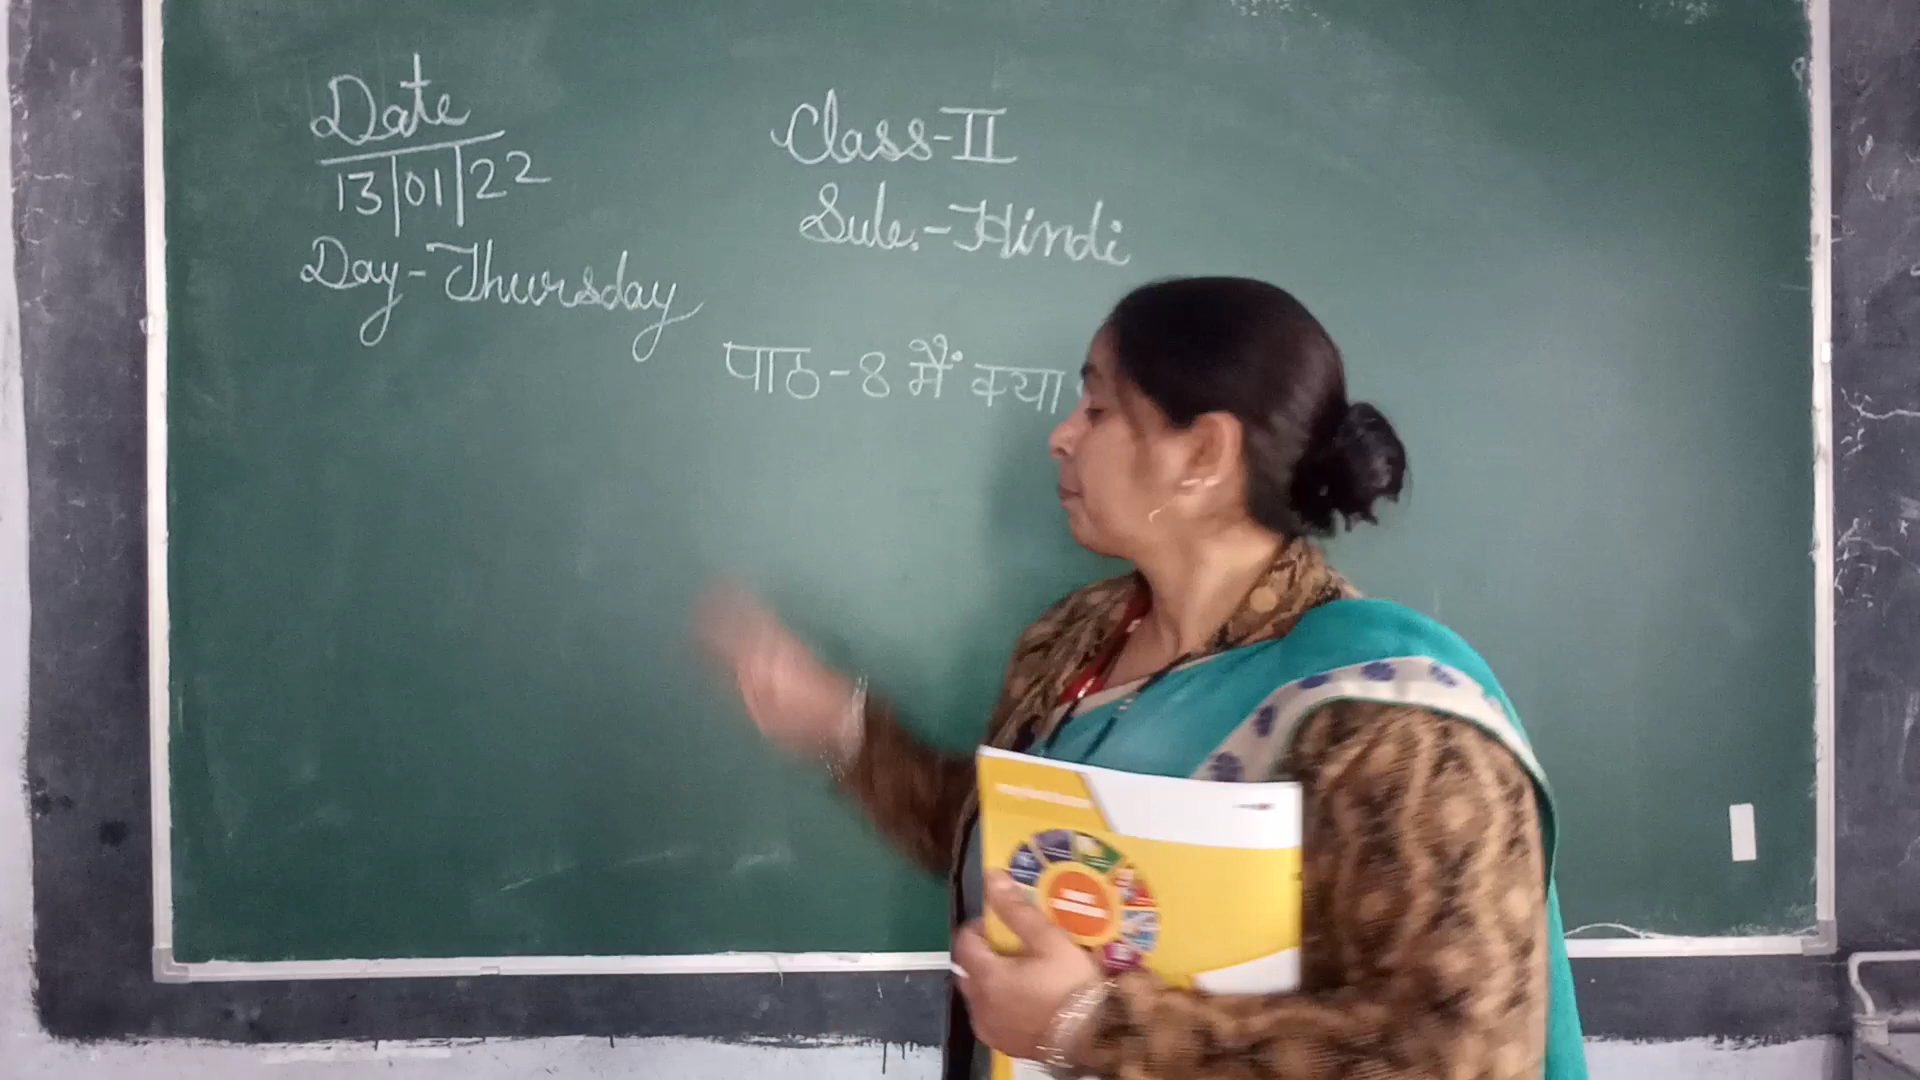 Date
13/01/22
Day-Thursday
Class-II
Sub.-Hindi
पाठ-8 मैं क्या